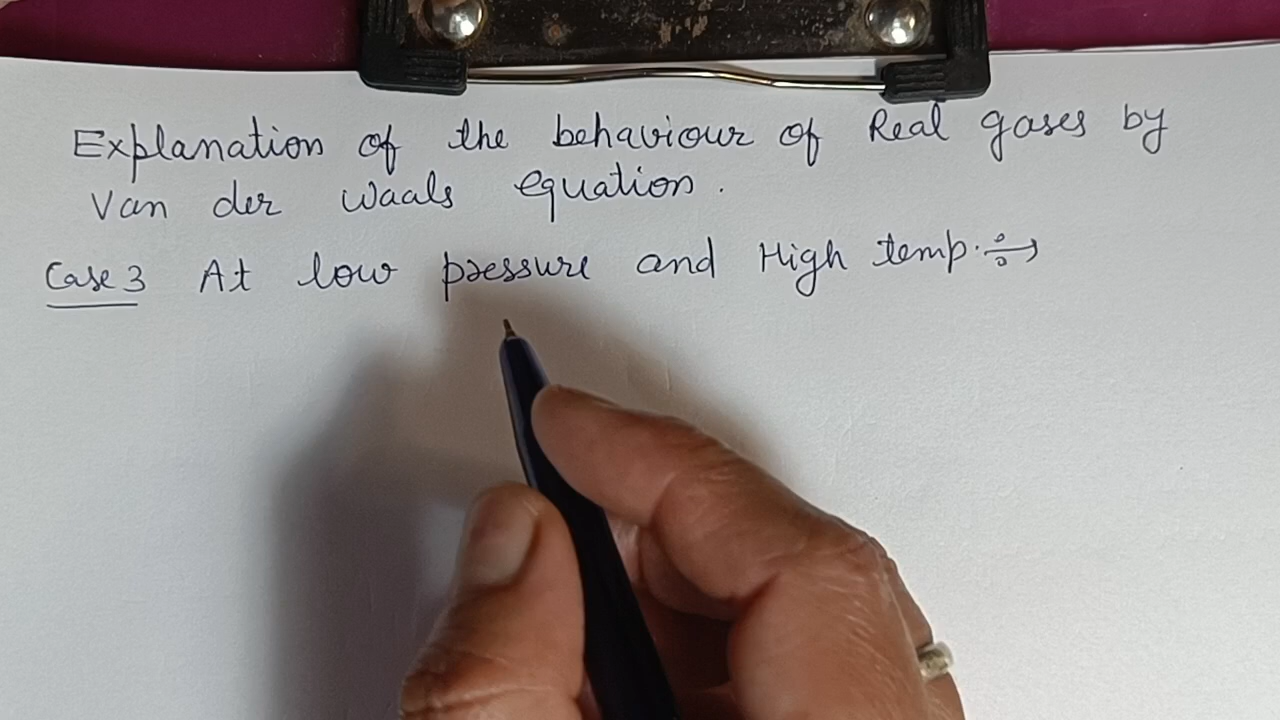 Explanation of the behaviour of Real gases by
Van der Waals equation.
Case 3 At low pressure and High temp. ÷→